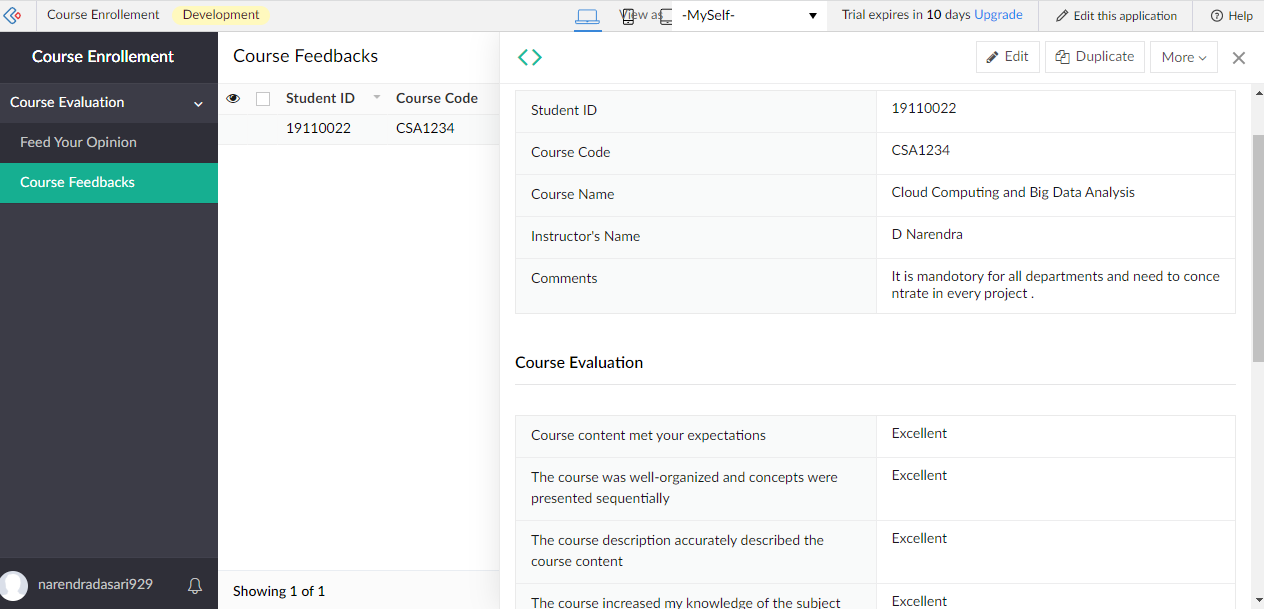 Course Enrollement
Development
View as
-MySelf-
Trial expires in 10 days Upgrade
Edit this application
Help
Course Enrollement
Course Evaluation
Feed Your Opinion
Course Feedbacks
narendradasari929
Course Feedbacks
Student ID Course Code
19110022 CSA1234
Showing 1 of 1
Edit
Duplicate
More
Student ID 19110022
Course Code CSA1234
Course Name Cloud Computing and Big Data Analysis
Instructor's Name D Narendra
Comments It is mandotory for all departments and need to conce
ntrate in every project .
Course Evaluation
Course content met your expectations Excellent
The course was well-organized and concepts were Excellent
presented sequentially
The course description accurately described the Excellent
course content
The course increased my knowledge of the subject Excellent